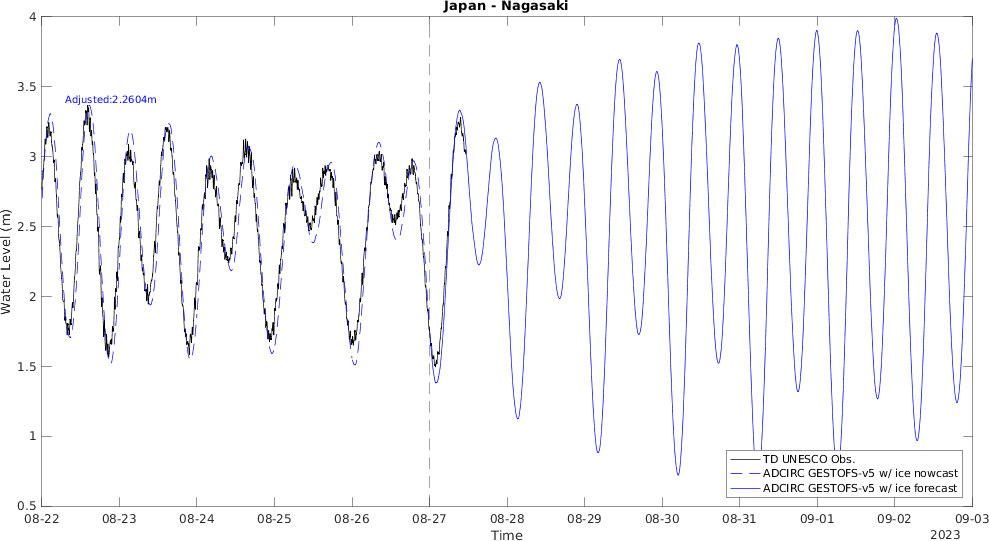 Japan - Nagasaki
4
3.5
3
2.5
2
1.5
1
0.5
Water Level (m)
Adjusted:2.2604m
TD UNESCO Obs.
ADCIRC GESTOFS-v5 w/ ice nowcast
ADCIRC GESTOFS-v5 w/ ice forecast
08-22 08-23 08-24 08-25 08-26 08-27 08-28 08-29 08-30 08-31 09-01 09-02 09-03
Time
2023